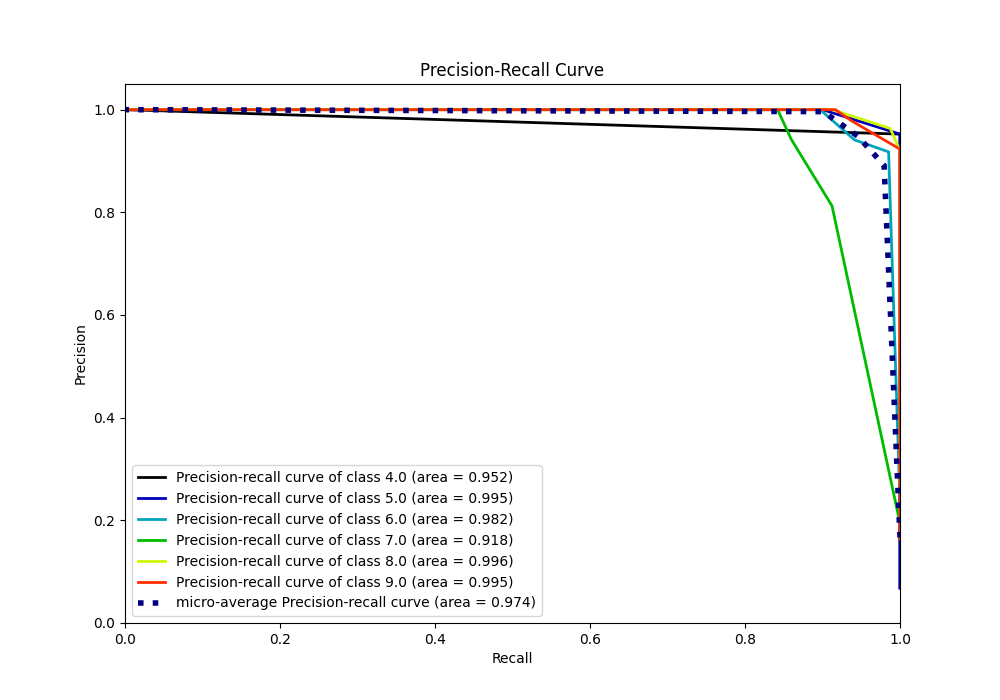 Precision-Recall Curve
1.0
0.8
0.6
0.4
0.2
0.0
Precision
Precision-recall curve of class 4.0 (area = 0.952)
Precision-recall curve of class 5.0 (area = 0.995)
Precision-recall curve of class 6.0 (area = 0.982)
Precision-recall curve of class 7.0 (area = 0.918)
Precision-recall curve of class 8.0 (area = 0.996)
Precision-recall curve of class 9.0 (area = 0.995)
micro-average Precision-recall curve (area = 0.974)
0.0 0.2 0.4 0.6 0.8 1.0
Recall